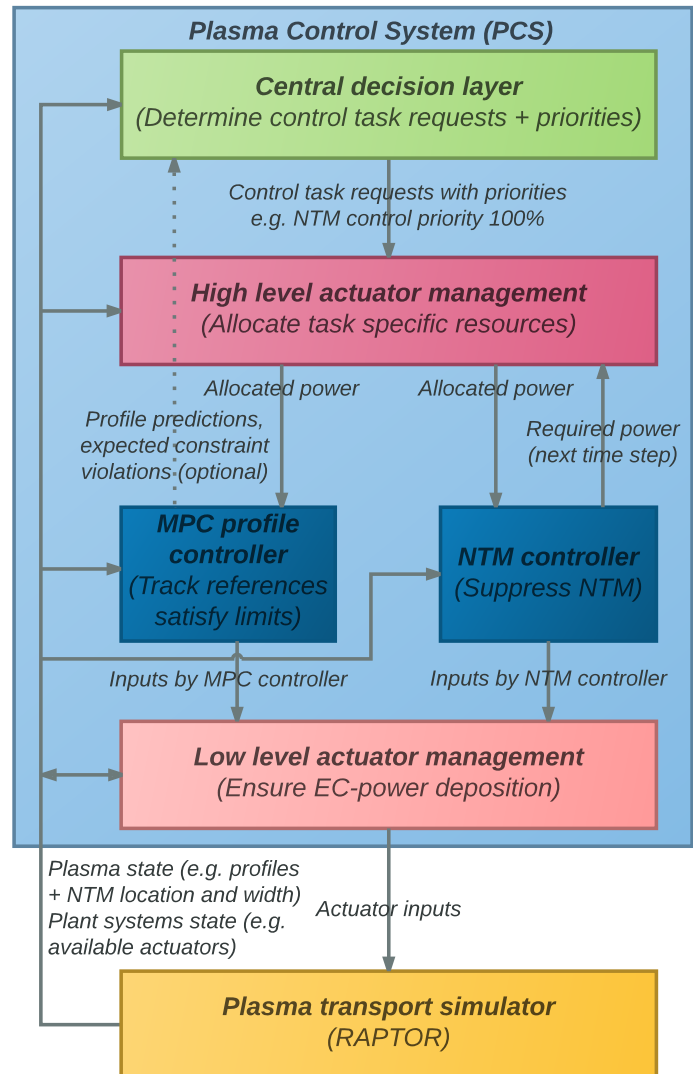 Plasma Control System (PCS)
Central decision layer
(Determine control task requests + priorities)
Control task requests with priorities
e.g. NTM control priority 100%
High level actuator management
(Allocate task specific resources)
Allocated power
Allocated power
Profile predictions,
expected constraint
violations (optional)
Required power
(next time step)
MPC profile
controller
(Track references
satisfy limits)
NTM controller
(Suppress NTM)
Inputs by MPC controller
Inputs by NTM controller
Low level actuator management
(Ensure EC-power deposition)
Plasma state (e.g. profiles
+ NTM location and width)
Plant systems state (e.g.
available actuators)
Actuator inputs
Plasma transport simulator
(RAPTOR)